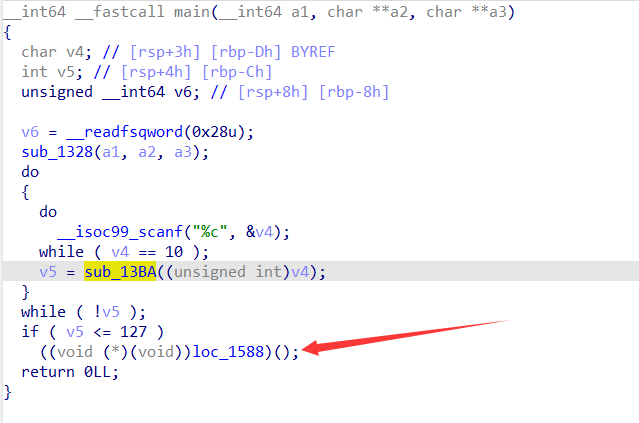 __int64 __fastcall main(__int64 a1, char **a2, char **a3)
{
  char v4; // [rsp+3h] [rbp-Dh] BYREF
  int v5; // [rsp+4h] [rbp-Ch]
  unsigned __int64 v6; // [rsp+8h] [rbp-8h]

  v6 = __readfsqword(0x28u);
  sub_1328(a1, a2, a3);
  do
  {
    do
      __isoc99_scanf("%c", &v4);
    while ( v4 == 10 );
    v5 = sub_13BA((unsigned int)v4);
  }
  while ( !v5 );
  if ( v5 <= 127 )
    ((void (*)(void))loc_1588)();
  return 0LL;
}